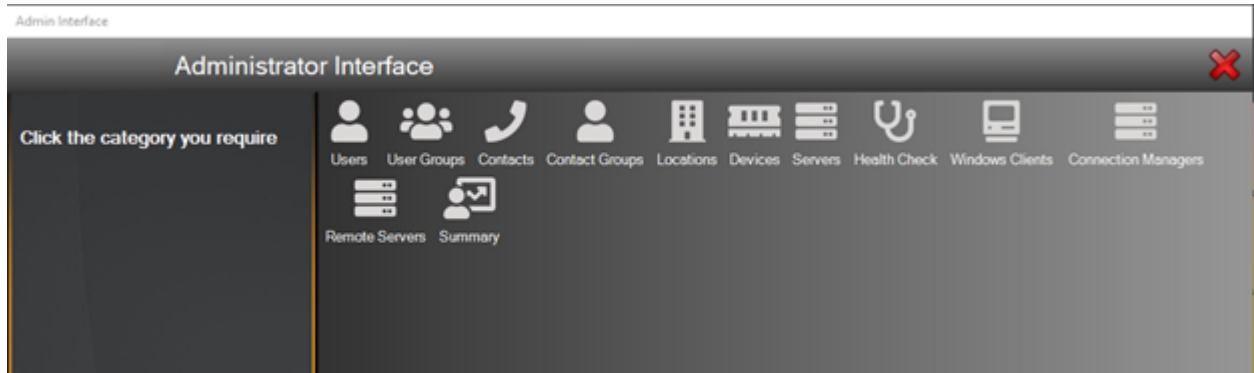 Admin Interface
Administrator Interface
Click the category you require
Users User Groups Contacts Contact Groups Locations Devices Servers Health Check Windows Clients Connection Managers
Remote Servers Summary